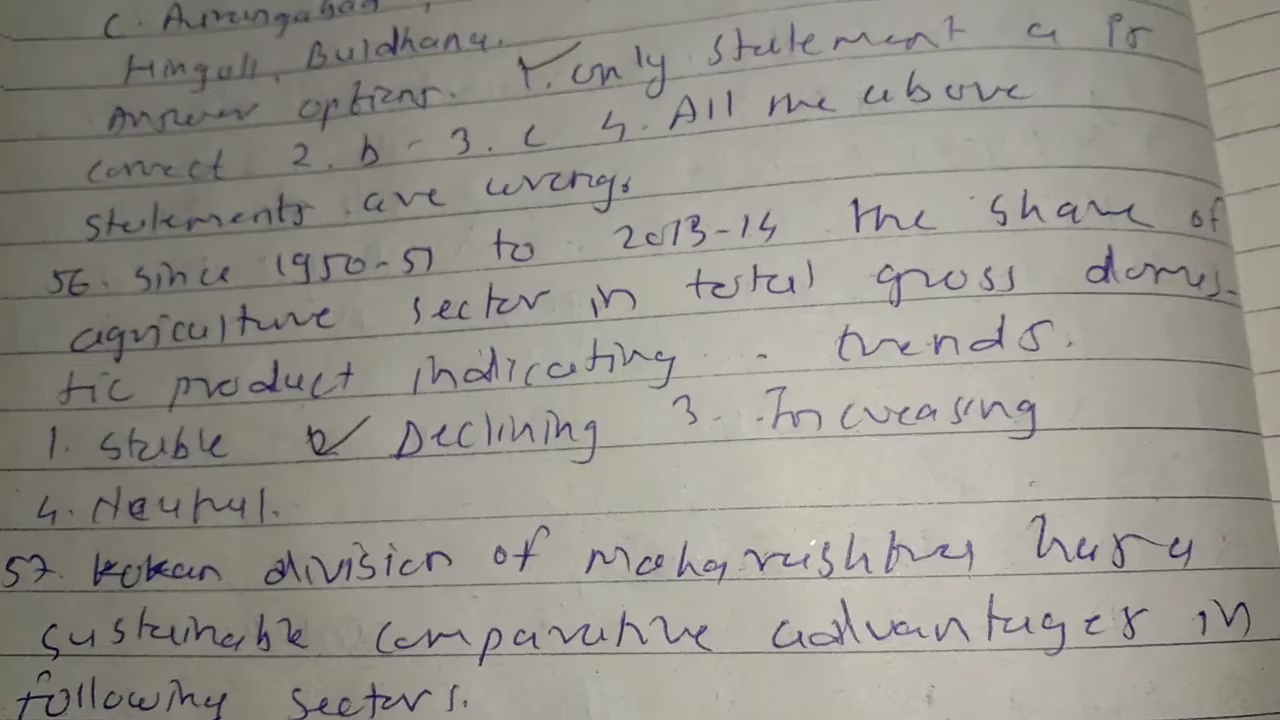 C. Aurangabad,
Hingoli, Buldhana.
Answer options. 1. only statement a is
correct 2. b - 3. c 4. All the above
statements are wrong.
56. Since 1950-51 to 2013-14 the share of
agriculture sector in total gross domes-
tic product indicating - trends.
1. Stable 2 Declining 3. Increasing
4. Neutral.
57. Kokan division of Maharashtra has a
sustainable comparative advantages in
following sectors.